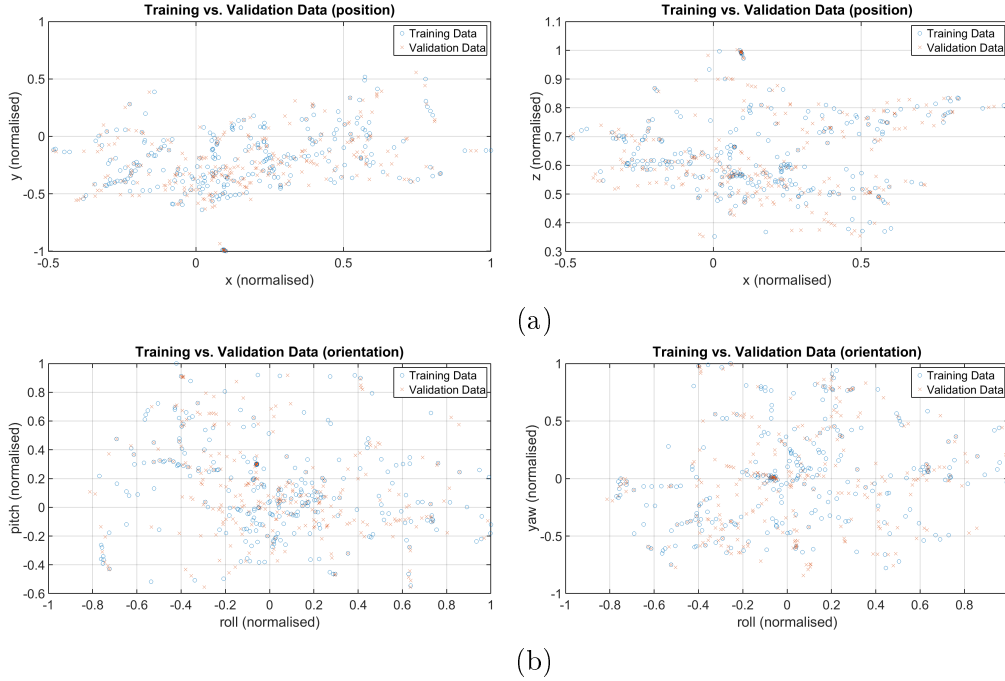 Training vs. Validation Data (position)
1
0.5
0
-0.5
-1
-0.5
0
0.5
1
y (normalised)
x (normalised)
Training Data
Validation Data
Training vs. Validation Data (position)
1.1
1
0.9
0.8
0.7
0.6
0.5
0.4
0.3
-0.5
0
0.5
z (normalised)
x (normalised)
Training Data
Validation Data
(a)
Training vs. Validation Data (orientation)
1
0.8
0.6
0.4
0.2
0
-0.2
-0.4
-0.6
-1
-0.8
-0.6
-0.4
-0.2
0
0.2
0.4
0.6
0.8
1
pitch (normalised)
roll (normalised)
Training Data
Validation Data
Training vs. Validation Data (orientation)
1
0.5
0
-0.5
-1
-1
-0.8
-0.6
-0.4
-0.2
0
0.2
0.4
0.6
0.8
yaw (normalised)
roll (normalised)
Training Data
Validation Data
(b)